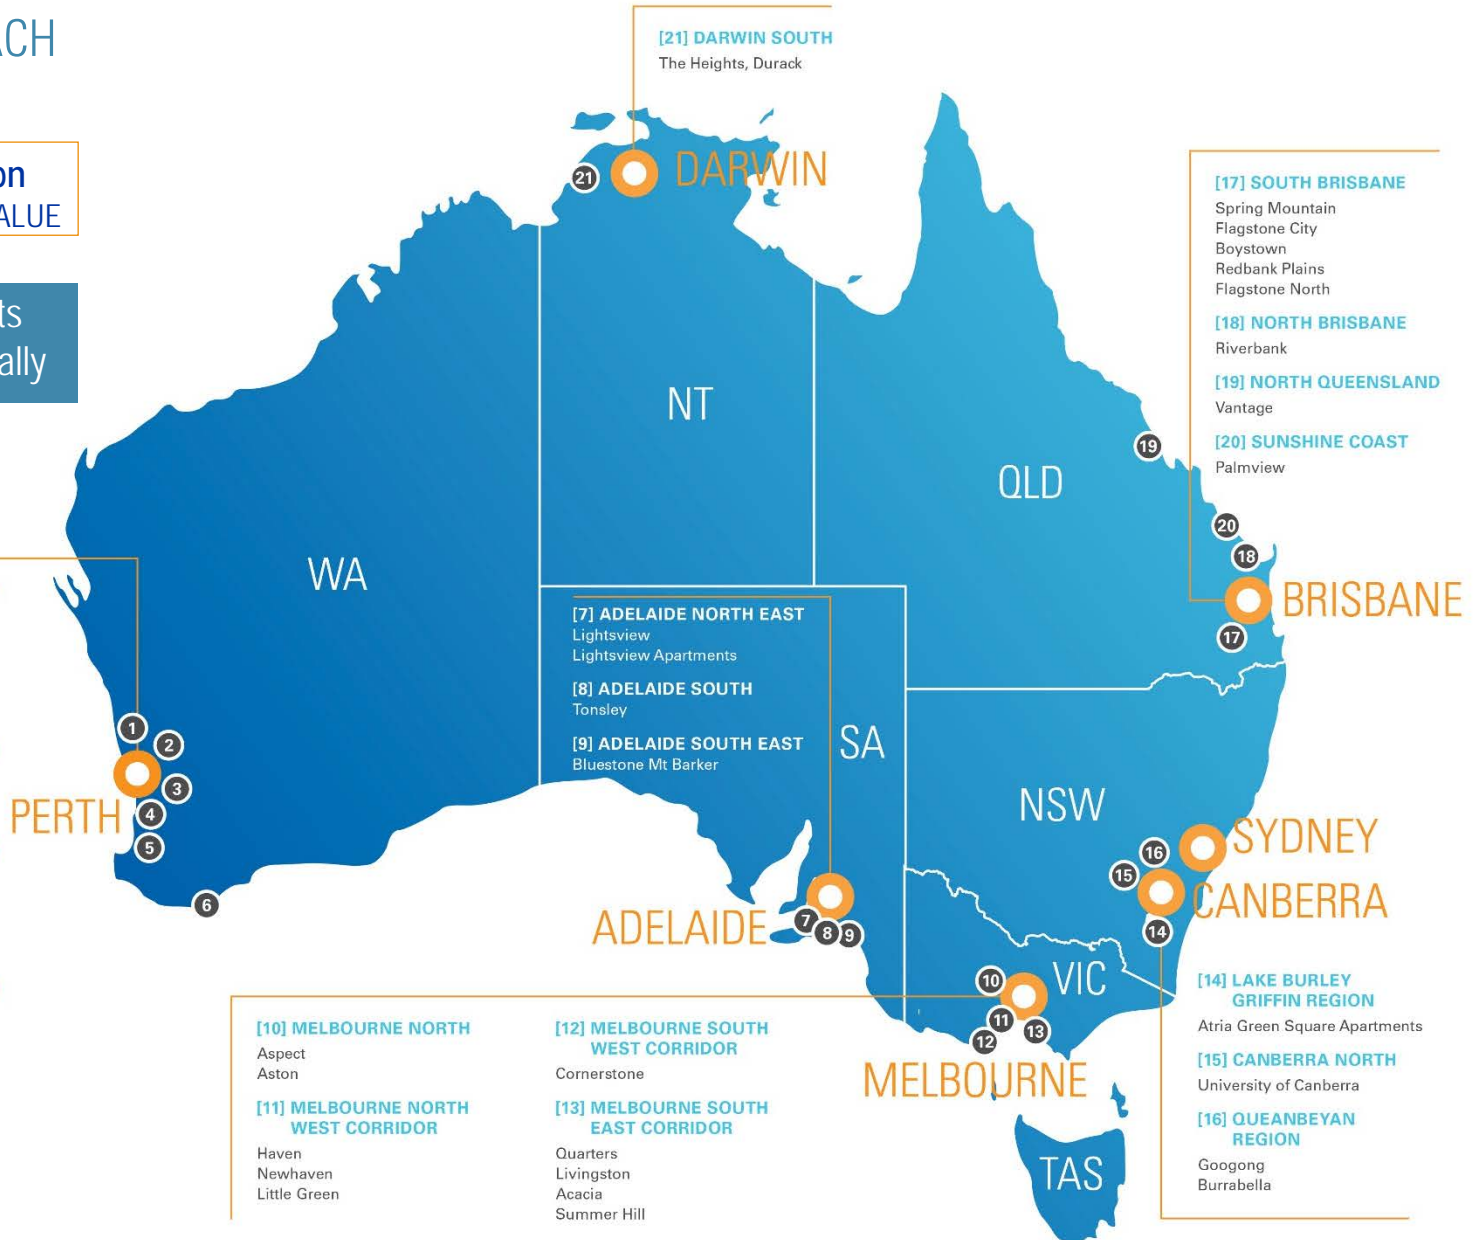 ACH
on
ALUE
ts
ally
[21] DARWIN SOUTH
The Heights, Durack
21
DARWIN
[17] SOUTH BRISBANE
Spring Mountain
Flagstone City
Boystown
Redbank Plains
Flagstone North
[18] NORTH BRISBANE
Riverbank
[19] NORTH QUEENSLAND
Vantage
[20] SUNSHINE COAST
Palmview
NT
19
QLD
20
18
WA
BRISBANE
17
[7] ADELAIDE NORTH EAST
Lightsview
Lightsview Apartments
[8] ADELAIDE SOUTH
Tonsley
[9] ADELAIDE SOUTH EAST
Bluestone Mt Barker
SA
1
2
3
PERTH
4
5
6
NSW
SYDNEY
16
15
CANBERRA
14
ADELAIDE
7
8
9
10
VIC
11
13
12
MELBOURNE
[10] MELBOURNE NORTH
Aspect
Aston
[11] MELBOURNE NORTH
WEST CORRIDOR
Haven
Newhaven
Little Green
[12] MELBOURNE SOUTH
WEST CORRIDOR
Cornerstone
[13] MELBOURNE SOUTH
EAST CORRIDOR
Quarters
Livingston
Acacia
Summer Hill
TAS
[14] LAKE BURLEY
GRIFFIN REGION
Atria Green Square Apartments
[15] CANBERRA NORTH
University of Canberra
[16] QUEANBEYAN
REGION
Googong
Burrabella